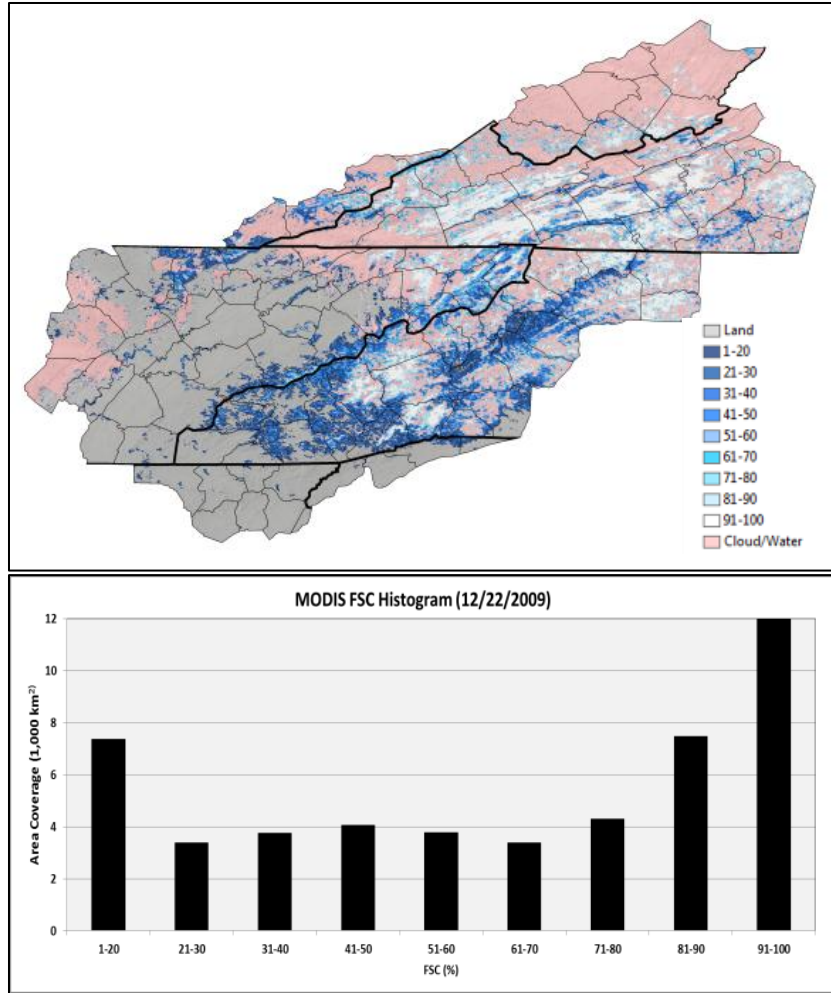 Land
1-20
21-30
31-40
41-50
51-60
61-70
71-80
81-90
91-100
Cloud/Water
MODIS FSC Histogram (12/22/2009)
Area Coverage (1,000 km²)
12
10
8
6
4
2
0
1-20 21-30 31-40 41-50 51-60 61-70 71-80 81-90 91-100
FSC (%)